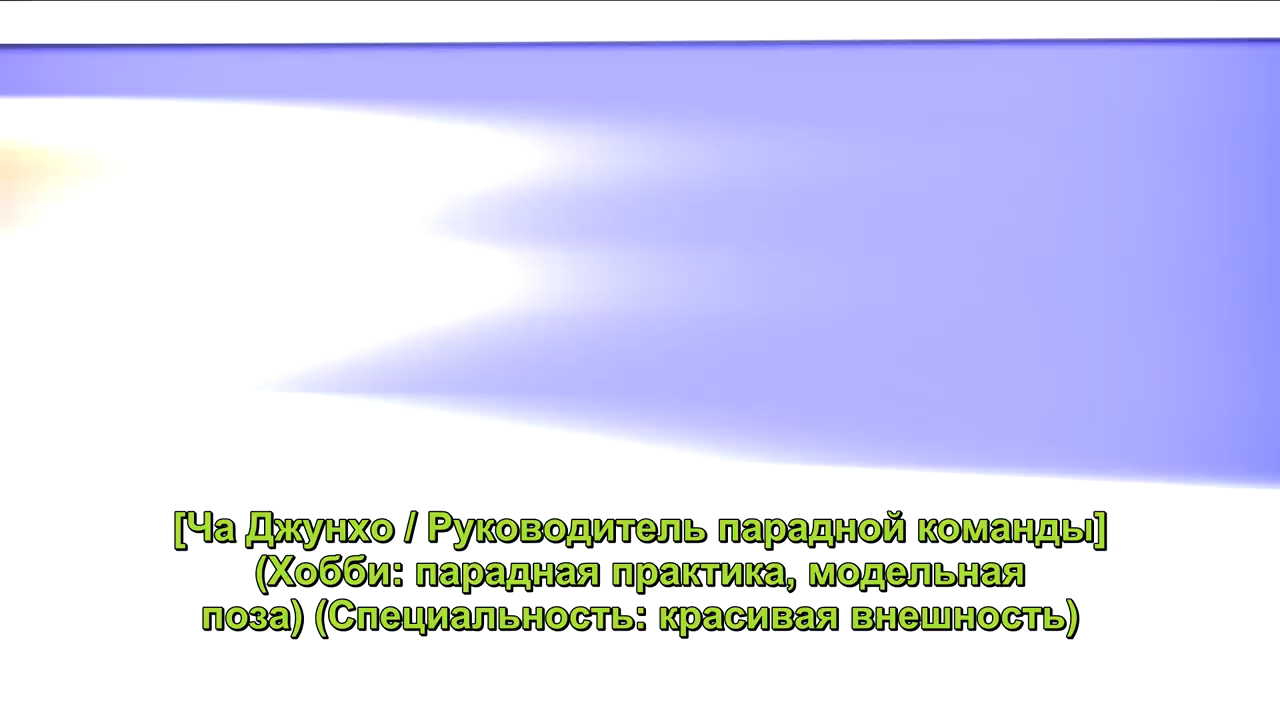 [Ча Джунхо / Руководитель парадной команды]
(Хобби: парадная практика, модельная
поза) (Специальность: красивая внешность)